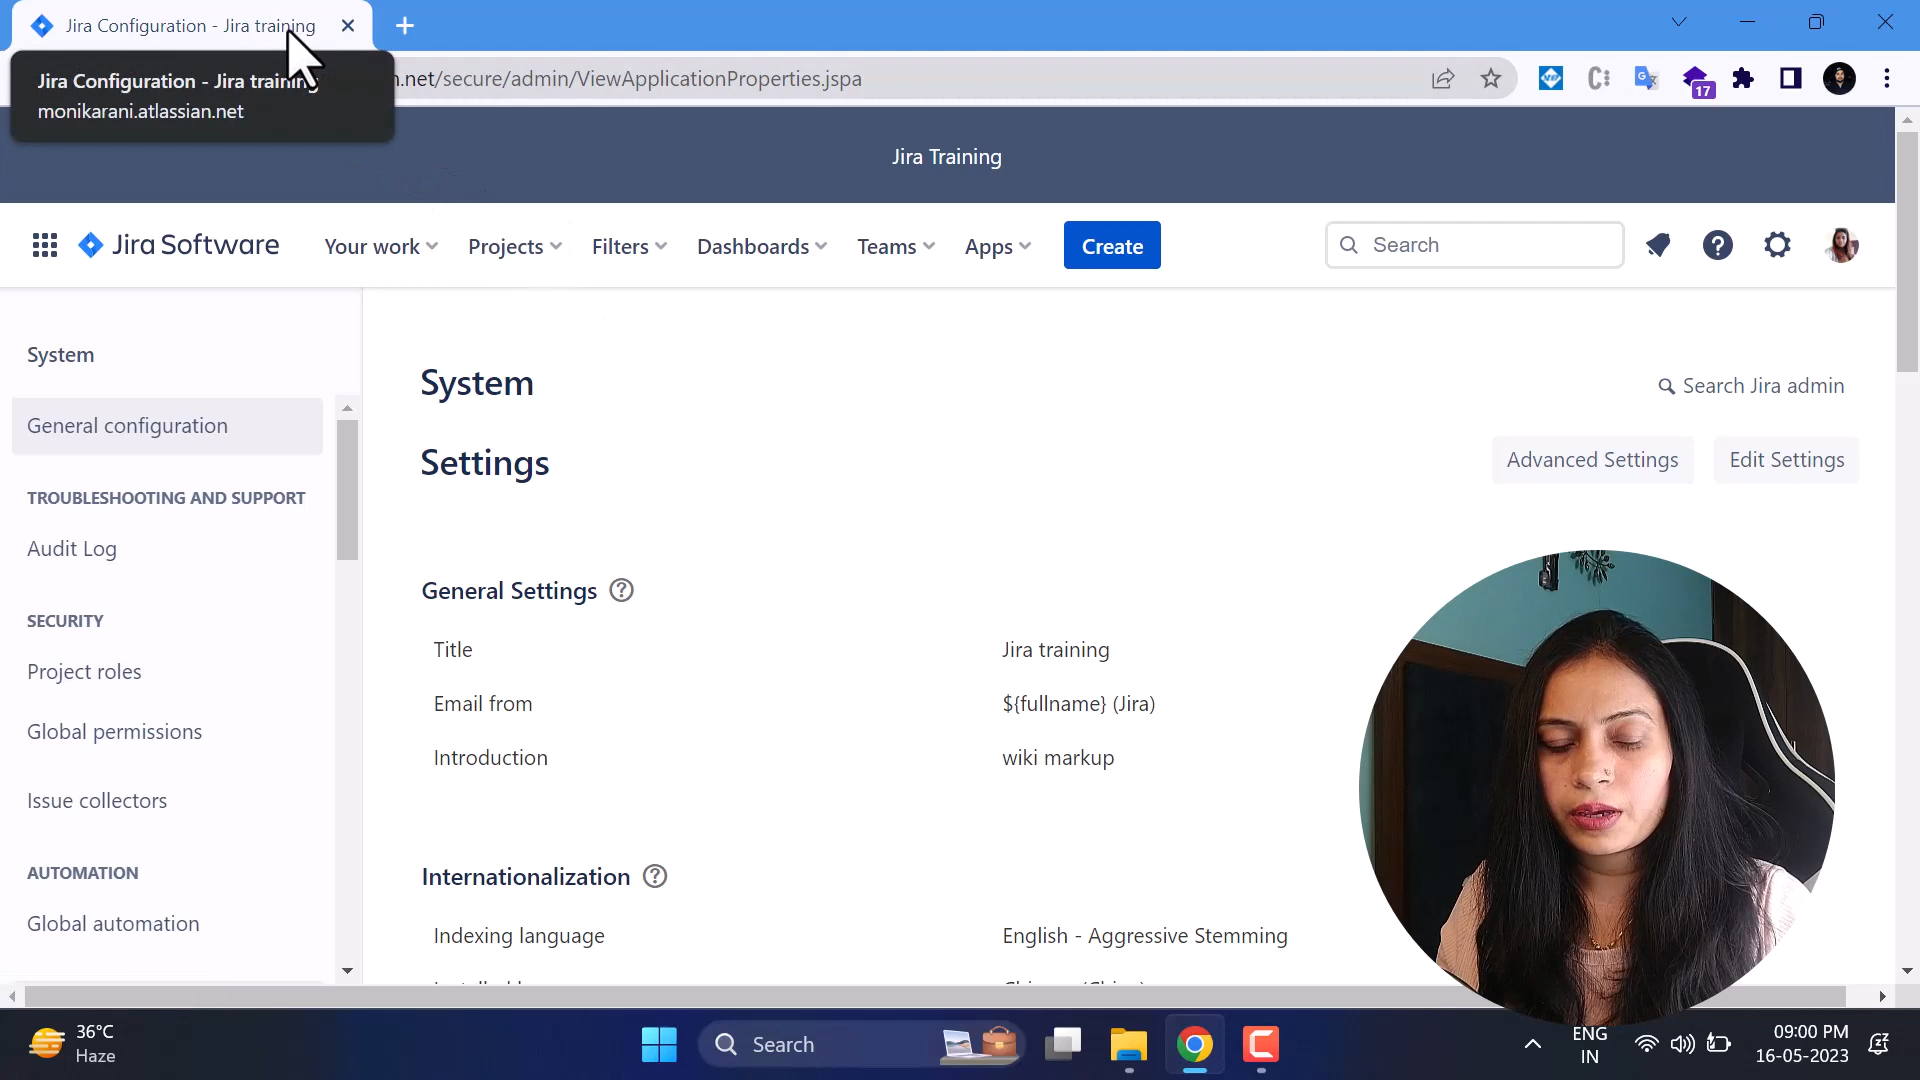 Jira Configuration - Jira training
Jira Configuration - Jira training
monikarani.atlassian.net
.net/secure/admin/ViewApplicationProperties.jspa
17
Jira Training
Jira Software
Your work
Projects
Filters
Dashboards
Teams
Apps
Create
Search
System
General configuration
TROUBLESHOOTING AND SUPPORT
Audit Log
SECURITY
Project roles
Global permissions
Issue collectors
AUTOMATION
Global automation
System
Search Jira admin
Settings
Advanced Settings
Edit Settings
General Settings
Title
Jira training
Email from
${fullname} (Jira)
Introduction
wiki markup
Internationalization
Indexing language
English - Aggressive Stemming
36°C
Haze
Search
ENG
IN
09:00 PM
16-05-2023